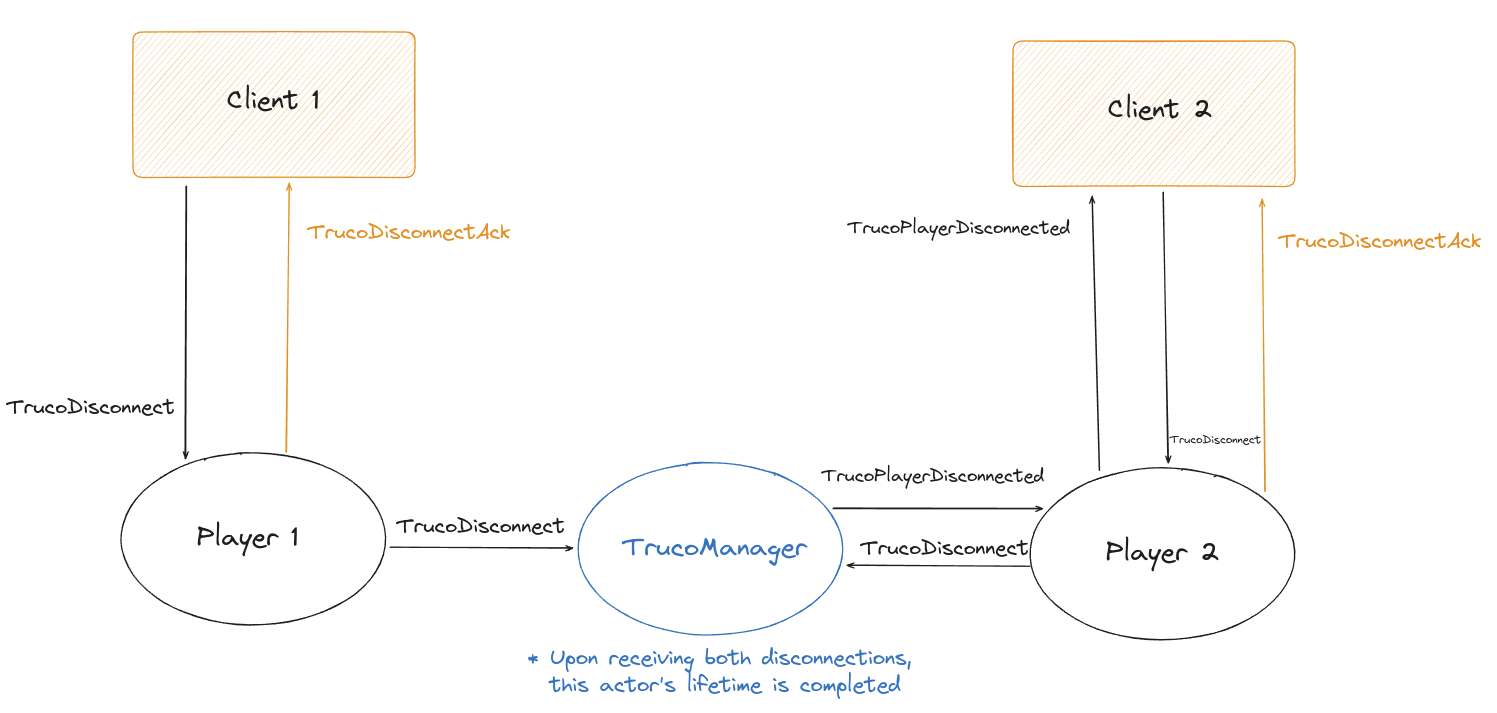 Client 1
Client 2
TrucoDisconnectAck
TrucoPlayerDisconnected
TrucoDisconnectAck
TrucoDisconnect
TrucoDisconnect
TrucoPlayerDisconnected
Player 1
TrucoDisconnect
TrucoManager
TrucoDisconnect
Player 2
* Upon receiving both disconnections,
this actor's lifetime is completed